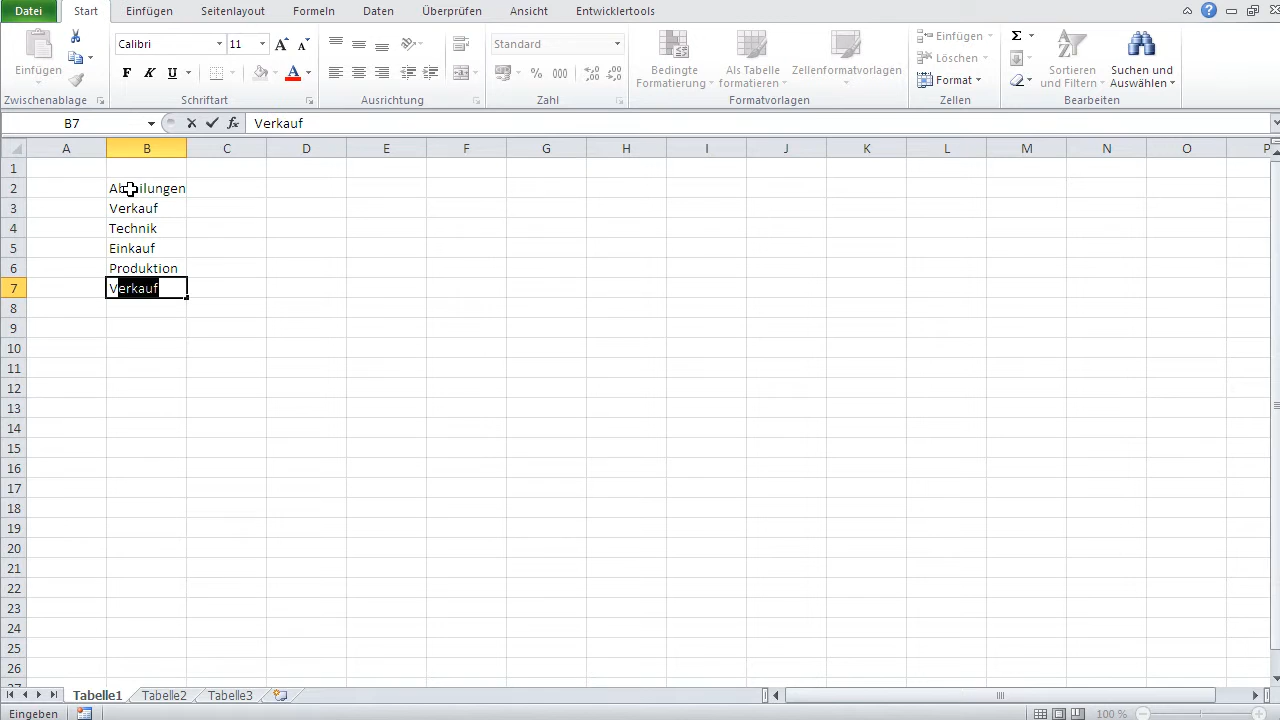 Datei Start Einfügen Seitenlayout Formeln Daten Überprüfen Ansicht Entwicklertools
Calibri 11 Standard
Einfügen
F K U % 000
Bedingte Formatierung
Als Tabelle formatieren
Zellenformatvorlagen
Einfügen
Löschen
Format
Σ
Sortieren und Filtern
Suchen und Auswählen
Zwischenablage Schriftart Ausrichtung Zahl Formatvorlagen Zellen Bearbeiten
B7 fx Verkauf
A B C D E F G H I J K L M N O P
1
2
3 Verkauf
4 Technik
5 Einkauf
6 Produktion
7 Verkauf
8
9
10
11
12
13
14
15
16
17
18
19
20
21
22
23
24
25
26
Tabelle1 Tabelle2 Tabelle3
Eingeben 100 %